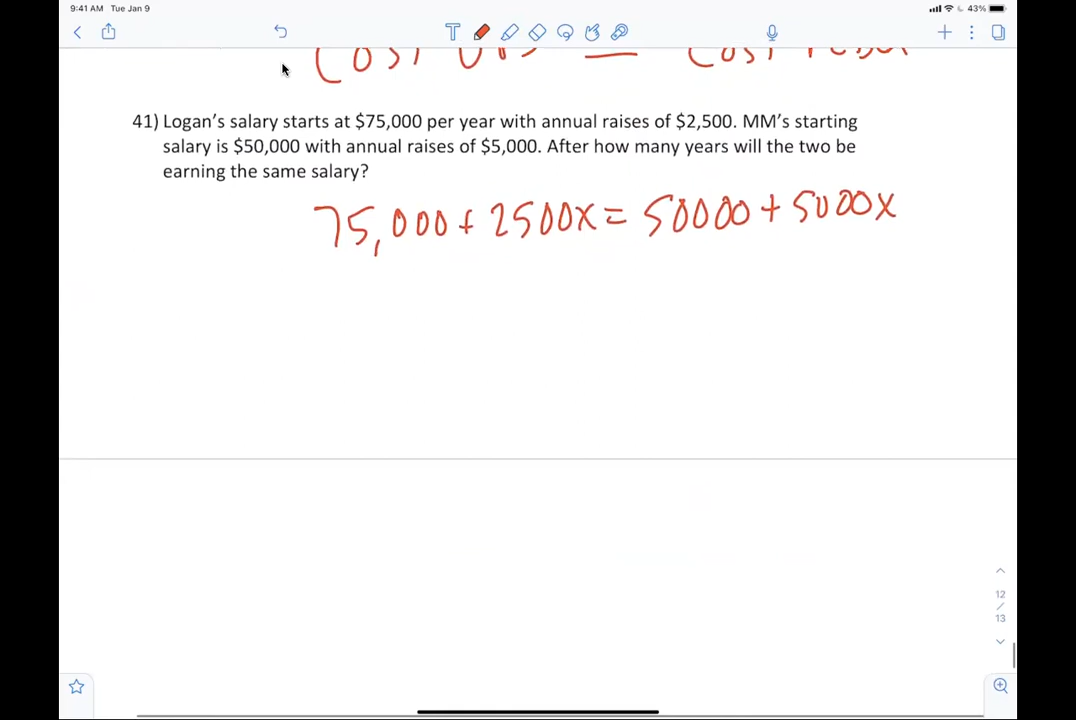 9:41 AM Tue Jan 9
43%
T
41) Logan's salary starts at $75,000 per year with annual raises of $2,500. MM's starting
salary is $50,000 with annual raises of $5,000. After how many years will the two be
earning the same salary?
75,000 + 2500x = 50000 + 5000x
12
/
13